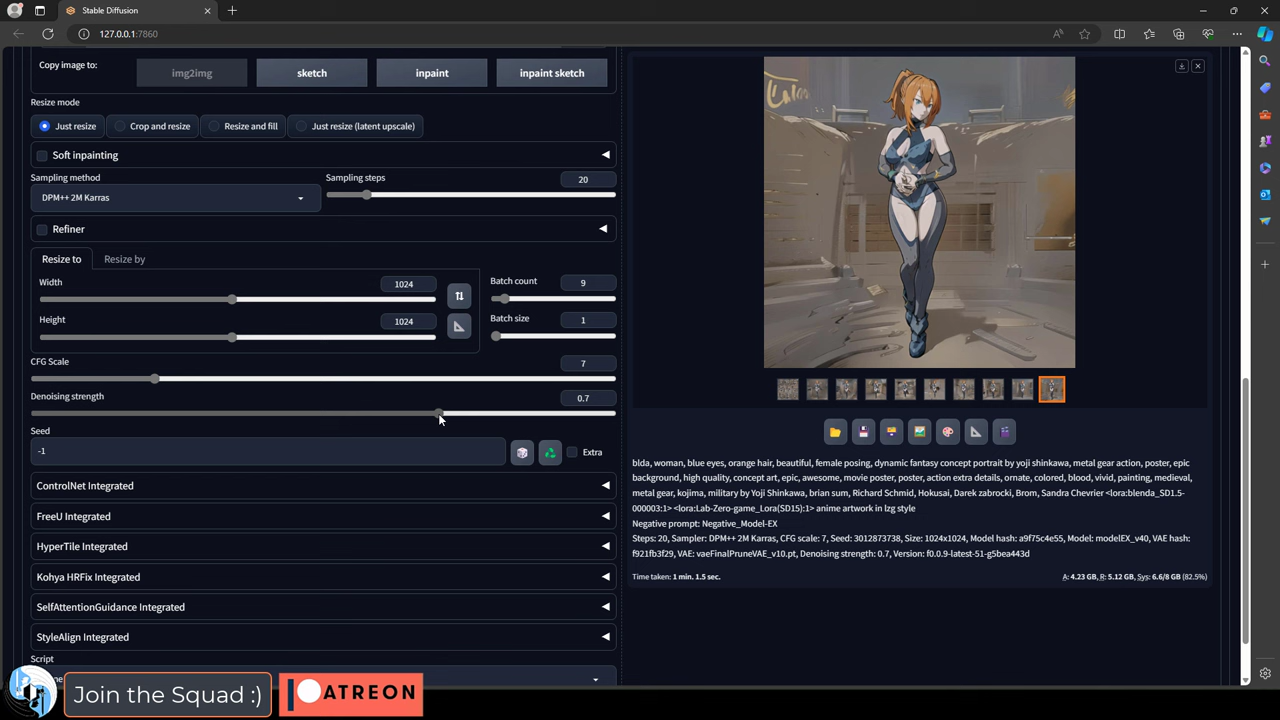 Stable Diffusion
127.0.0.1:7860
Copy image to:
img2img
sketch
inpaint
inpaint sketch
Resize mode
Just resize
Crop and resize
Resize and fill
Just resize (latent upscale)
Soft inpainting
Sampling method
Sampling steps
20
DPM++ 2M Karras
Refiner
Resize to
Resize by
Width
1024
Batch count
9
Height
1024
Batch size
1
CFG Scale
7
Denoising strength
0.7
Seed
-1
Extra
ControlNet Integrated
FreeU Integrated
HyperTile Integrated
Kohya HRFix Integrated
SelfAttentionGuidance Integrated
StyleAlign Integrated
Script
blda, woman, blue eyes, orange hair, beautiful, female posing, dynamic fantasy concept portrait by yoji shinkawa, metal gear action, poster, epic
background, high quality, concept art, epic, awesome, movie poster, poster, action extra details, ornate, colored, blood, vivid, painting, medieval,
metal gear, kojima, military by Yoji Shinkawa, brian sum, Richard Schmid, Hokusai, Darek zabrocki, Brom, Sandra Chevrier <lora:blenda_SD1.5-
000003:1> <lora:Lab-Zero-game_Lora(SD15):1> anime artwork in lzg style
Negative prompt: Negative_Model-EX
Steps: 20, Sampler: DPM++ 2M Karras, CFG scale: 7, Seed: 3012873738, Size: 1024x1024, Model hash: a9f75c4e55, Model: modelEX_v40, VAE hash:
f921fb3f29, VAE: vaeFinalPruneVAE_v10.pt, Denoising strength: 0.7, Version: f0.0.9-latest-51-g5bea443d
Time taken: 1 min. 1.5 sec.
A: 4.23 GB, R: 5.12 GB, Sys: 6.6/8 GB (82.5%)
Join the Squad :)
PATREON